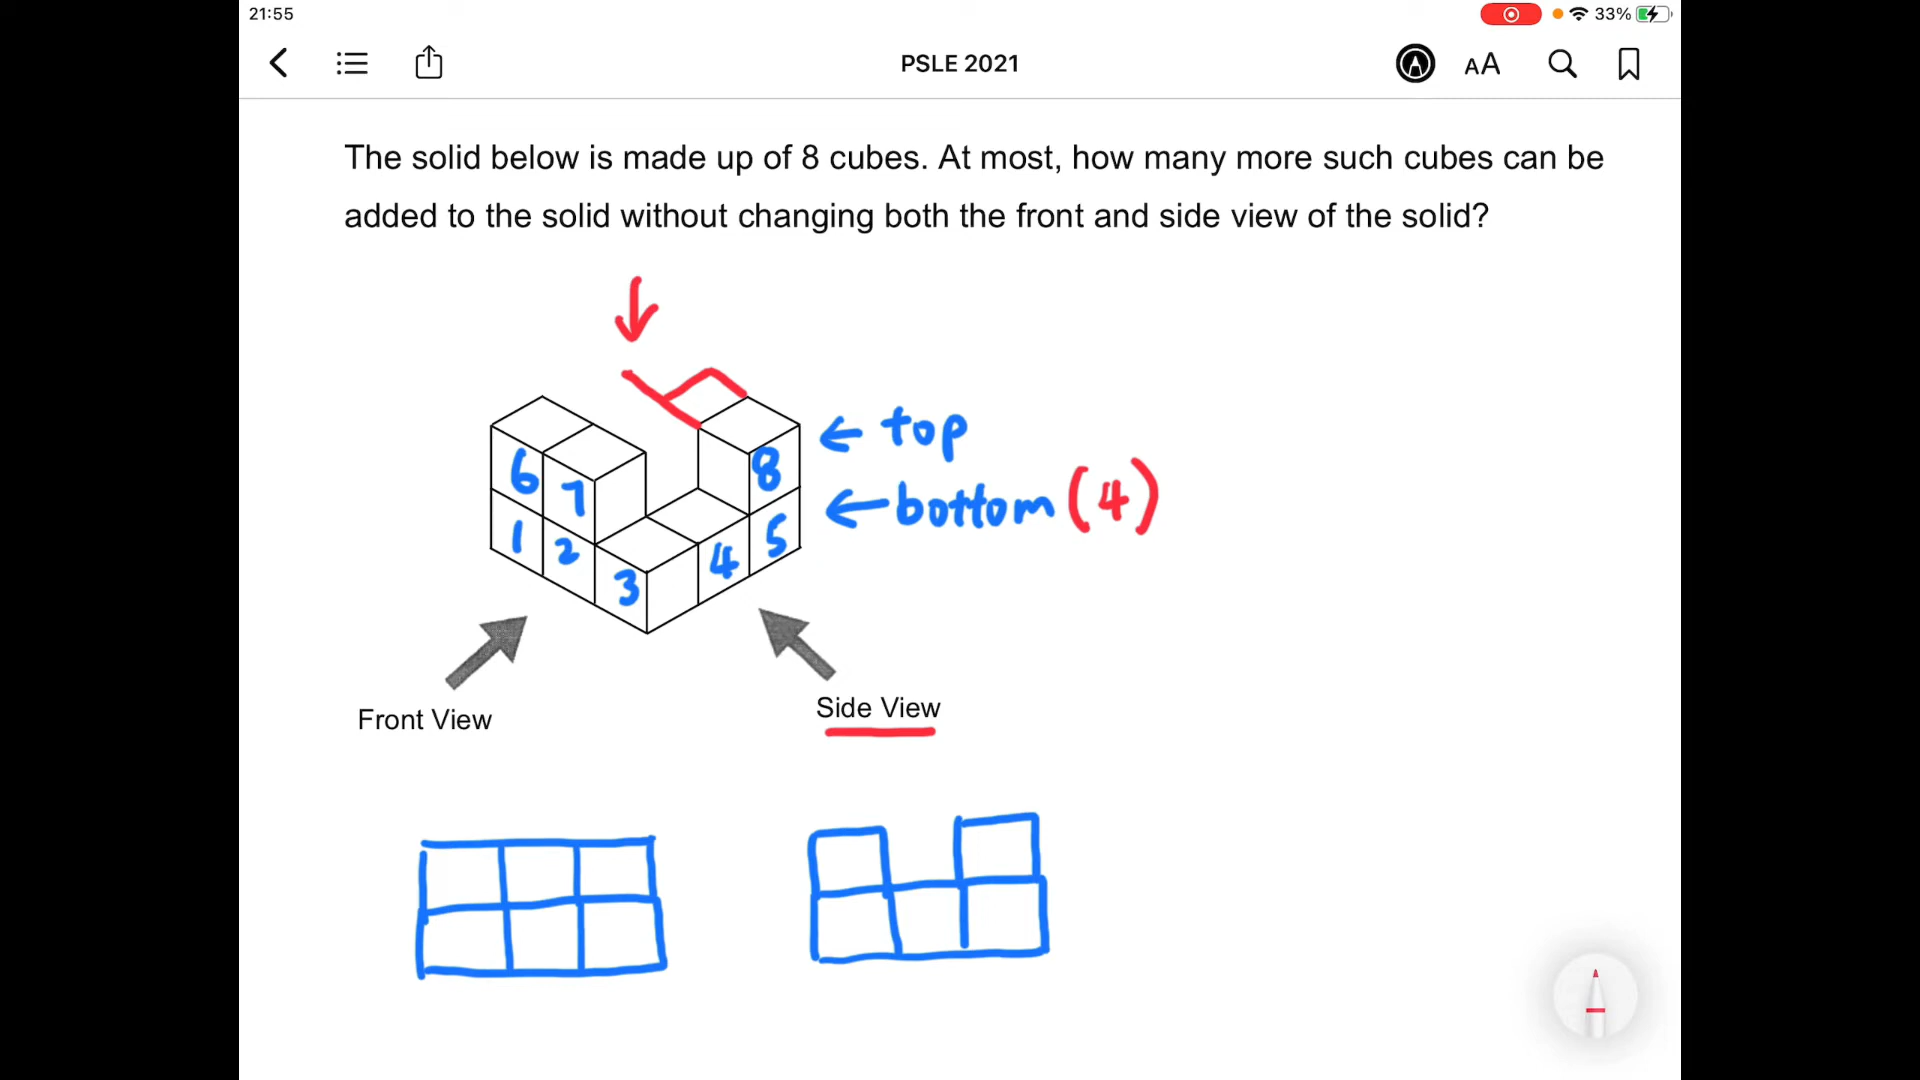 21:55
33%
PSLE 2021
AA
The solid below is made up of 8 cubes. At most, how many more such cubes can be
added to the solid without changing both the front and side view of the solid?
← top
← bottom (4)
6
7
8
1
2
3
4
5
Front View
Side View